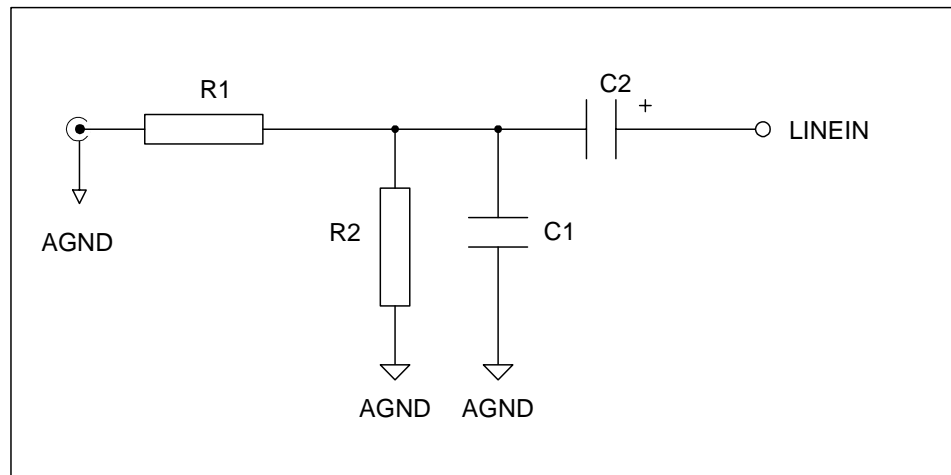 R1
C2
+
LINEIN
AGND
R2
C1
AGND
AGND